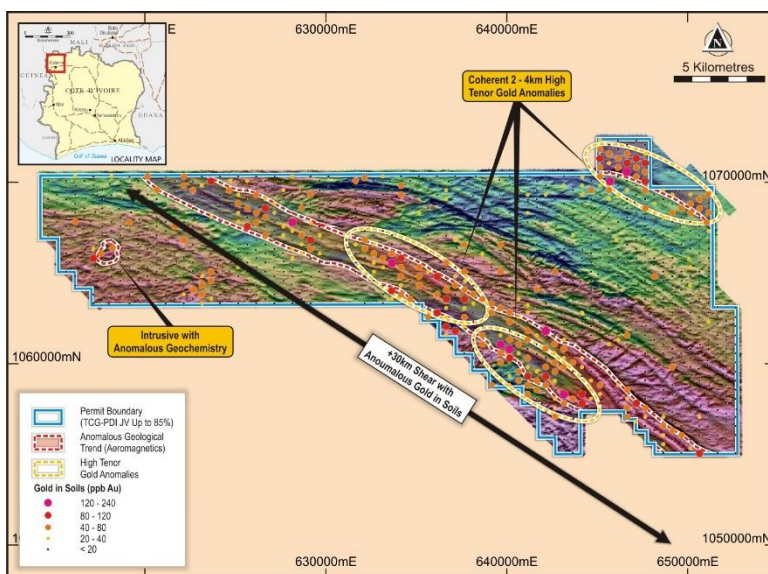 630000mE
640000mE
N
5 Kilometres
MALI
GUINEA
COTE D'IVOIRE
GHANA
Gulf of Guinea
LOCALITY MAP
Coherent 2 - 4km High
Tenor Gold Anomalies
1070000mN
Intrusive with
Anomalous Geochemistry
1060000mN
+30km Shear with
Anoumalous Gold in Soils
Permit Boundary
(TCG-PDI JV Up to 85%)
Anomalous Geological
Trend (Aeromagnetics)
High Tenor
Gold Anomalies
Gold in Soils (ppb Au)
120 - 240
80 - 120
40 - 80
20 - 40
< 20
1050000mN
630000mE
640000mE
650000mE